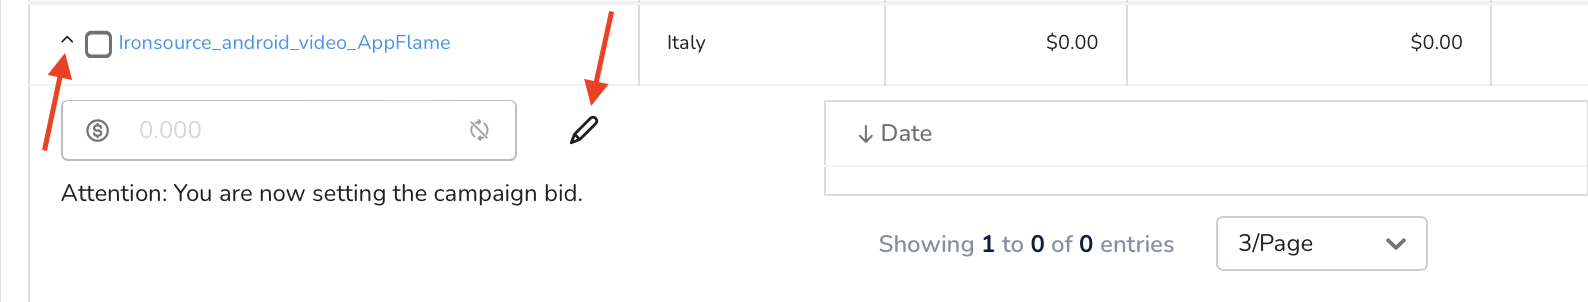 Ironsource_android_video_AppFlame Italy $0.00 $0.00
0.000
Date
Attention: You are now setting the campaign bid.
Showing 1 to 0 of 0 entries 3/Page